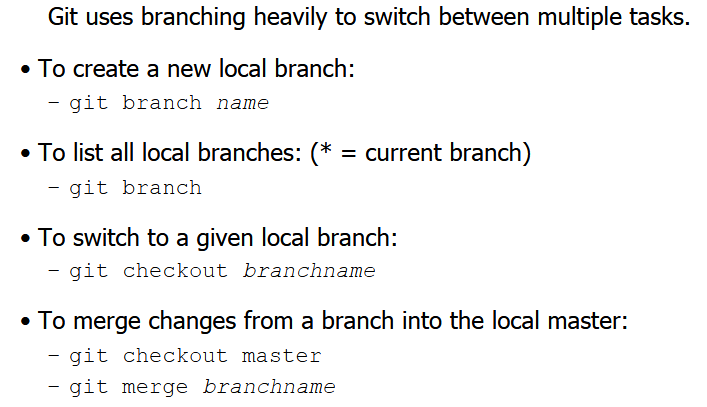 Git uses branching heavily to switch between multiple tasks.
• To create a new local branch:
– git branch name
• To list all local branches: (* = current branch)
– git branch
• To switch to a given local branch:
– git checkout branchname
• To merge changes from a branch into the local master:
– git checkout master
– git merge branchname